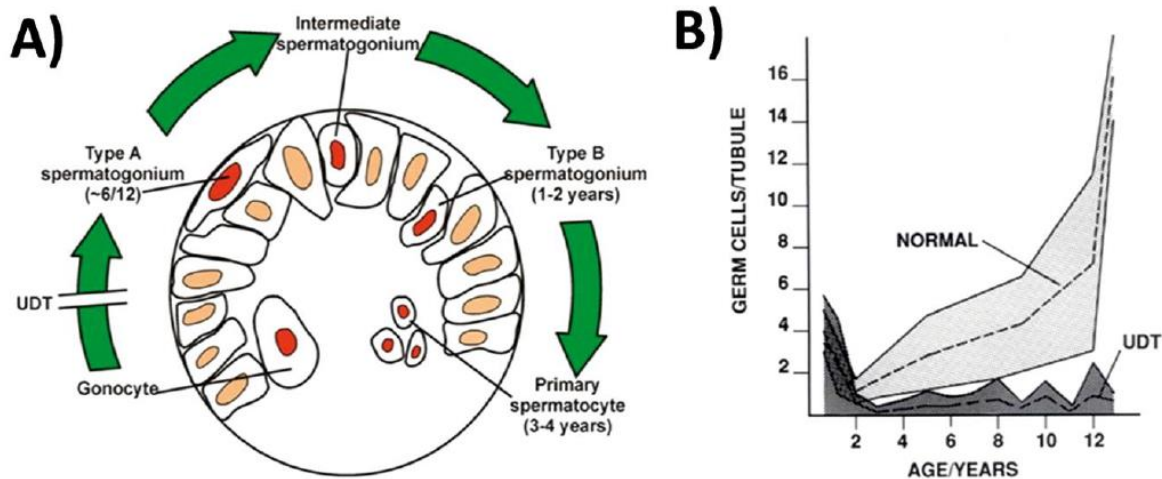 A)
Intermediate
spermatogonium
Type A
spermatogonium
(~6/12)
Type B
spermatogonium
(1-2 years)
UDT
Gonocyte
Primary
spermatocyte
(3-4 years)
B)
GERM CELLS/TUBULE
16
14
12
10
8
6
4
2
NORMAL
UDT
2 4 6 8 10 12
AGE/YEARS